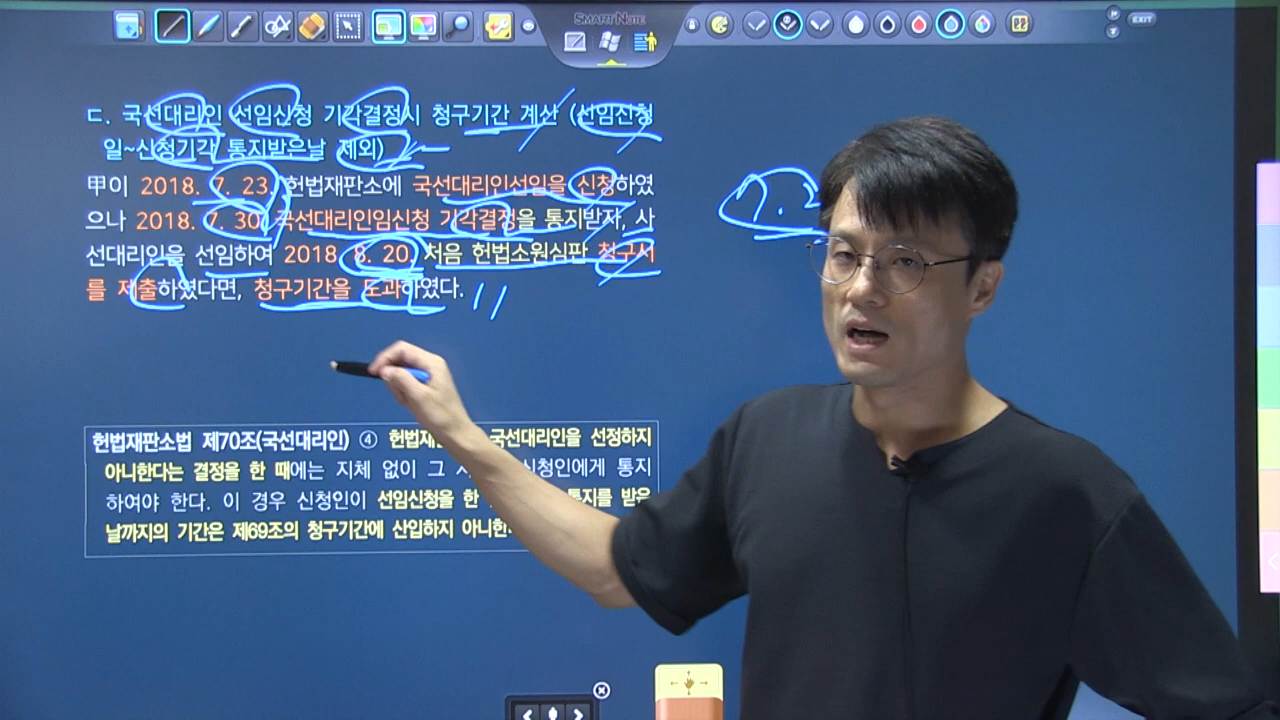 SMARTNOTE
EXIT
ㄷ. 국선대리인 선임신청 기각결정시 청구기간 계산 (선임신청
일~신청기각 통지받은날 제외)
甲이 2018. 7. 23. 헌법재판소에 국선대리인선임을 신청하였
으나 2018. 7. 30. 국선대리인임신청 기각결정을 통지받자, 사
선대리인을 선임하여 2018. 8. 20. 처음 헌법소원심판 청구서
를 제출하였다면, 청구기간을 도과하였다.
7.2
헌법재판소법 제70조(국선대리인) ④ 국선대리인을 선정하지
아니한다는 결정을 한 때에는 지체 없이 그 신청인에게 통지
하여야 한다. 이 경우 신청인이 선임신청을 한 통지를 받은
날까지의 기간은 제69조의 청구기간에 산입하지